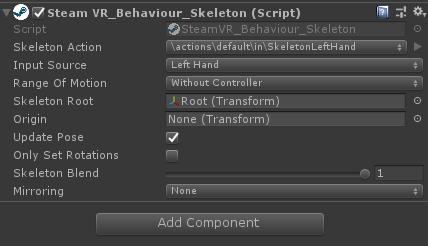 Steam VR_Behaviour_Skeleton (Script)
Script SteamVR_Behaviour_Skeleton
Skeleton Action \actions\default\in\SkeletonLeftHand
Input Source Left Hand
Range Of Motion Without Controller
Skeleton Root Root (Transform)
Origin None (Transform)
Update Pose
Only Set Rotations
Skeleton Blend 1
Mirroring None
Add Component